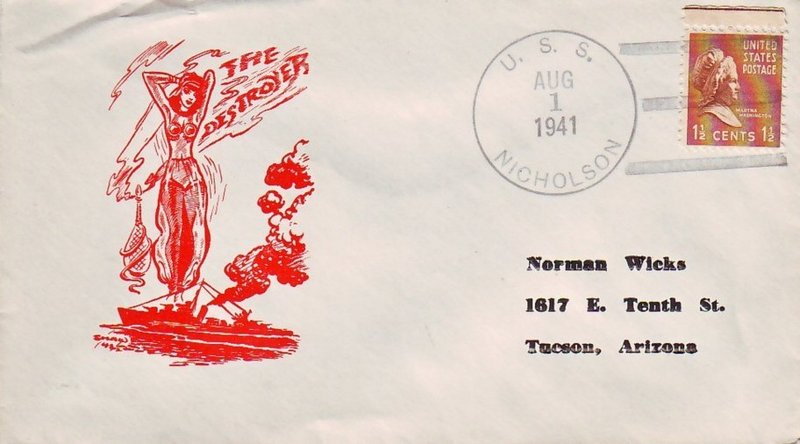 THE
DESTROYER
U. S. S.
AUG
1
1941
NICHOLSON
UNITED
STATES
POSTAGE
MARTHA
WASHINGTON
1½ CENTS 1½
Norman Wicks
1617 E. Tenth St.
Tucson, Arizona